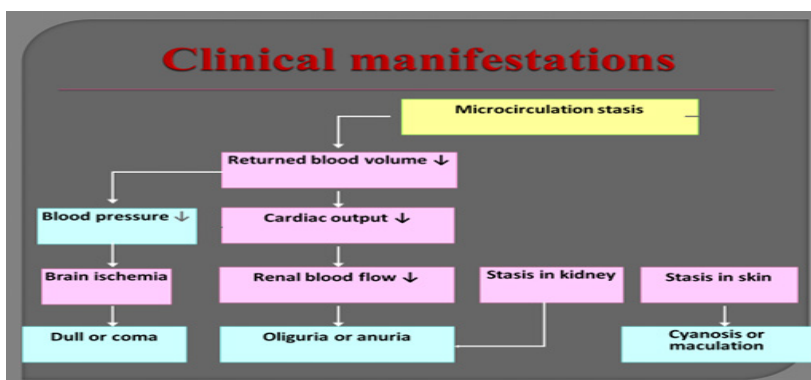 Clinical manifestations
Microcirculation stasis
Returned blood volume ↓
Blood pressure ↓
Cardiac output ↓
Brain ischemia
Renal blood flow ↓
Stasis in kidney
Stasis in skin
Dull or coma
Oliguria or anuria
Cyanosis or
maculation